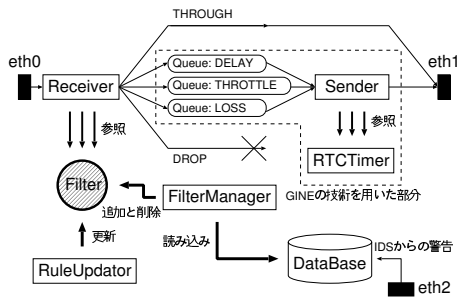 THROUGH
eth0
eth1
Queue: DELAY
Receiver
Queue: THROTTLE
Sender
Queue: LOSS
参照
参照
DROP
RTCTimer
Filter
FilterManager
GINEの技術を用いた部分
追加と削除
更新
読み込み
IDSからの警告
RuleUpdator
DataBase
eth2